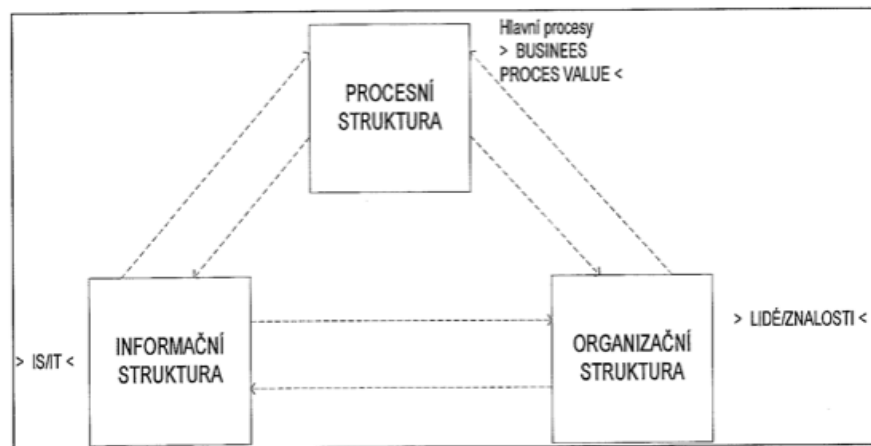 Hlavní procesy
> BUSINEES
PROCES VALUE <
PROCESNÍ
STRUKTURA
INFORMAČNÍ
STRUKTURA
> IS/IT <
ORGANIZAČNÍ
STRUKTURA
> LIDÉ/ZNALOSTI <